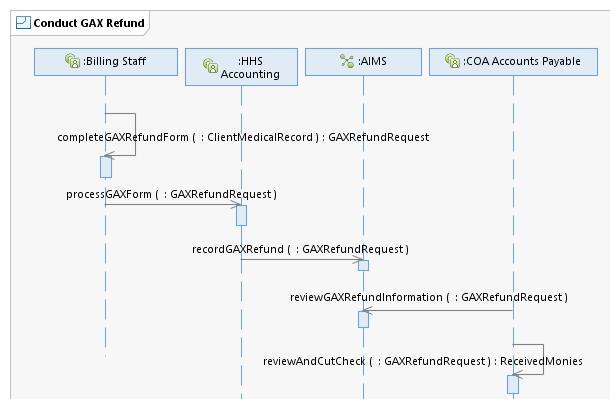 Conduct GAX Refund
:Billing Staff
:HHS
Accounting
:AIMS
:COA Accounts Payable
completeGAXRefundForm ( : ClientMedicalRecord ) : GAXRefundRequest
processGAXForm ( : GAXRefundRequest )
recordGAXRefund ( : GAXRefundRequest )
reviewGAXRefundInformation ( : GAXRefundRequest )
reviewAndCutCheck ( : GAXRefundRequest ) : ReceivedMonies